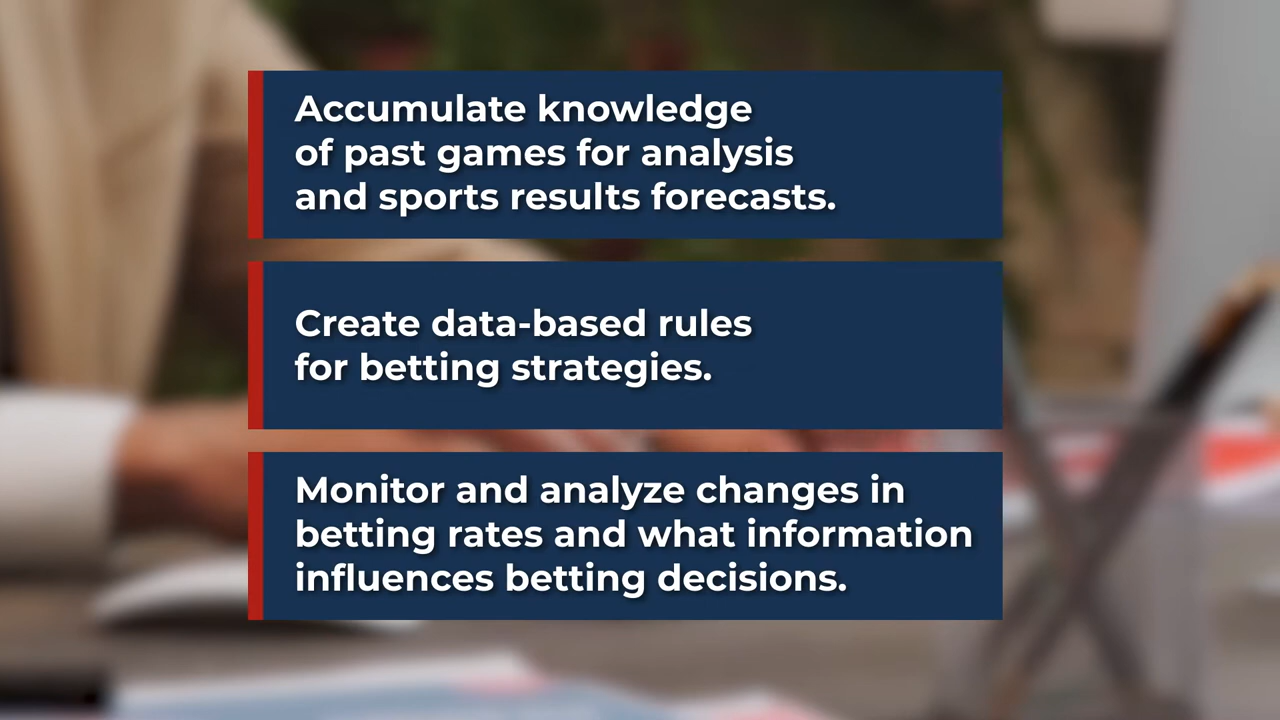 Accumulate knowledge
of past games for analysis
and sports results forecasts.
Create data-based rules
for betting strategies.
Monitor and analyze changes in
betting rates and what information
influences betting decisions.